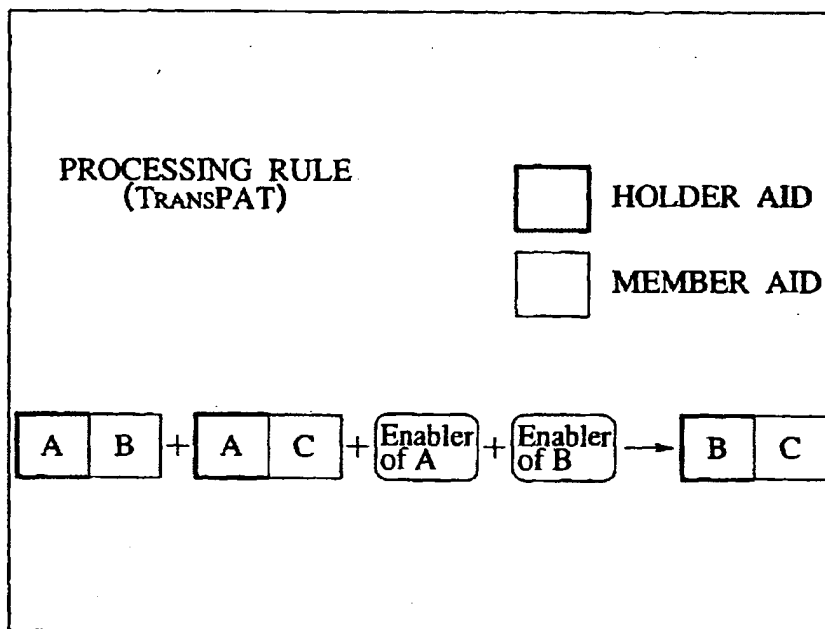 PROCESSING RULE
(TRANSPAT)
HOLDER AID
MEMBER AID
A B + A C + Enabler of A + Enabler of B → B C